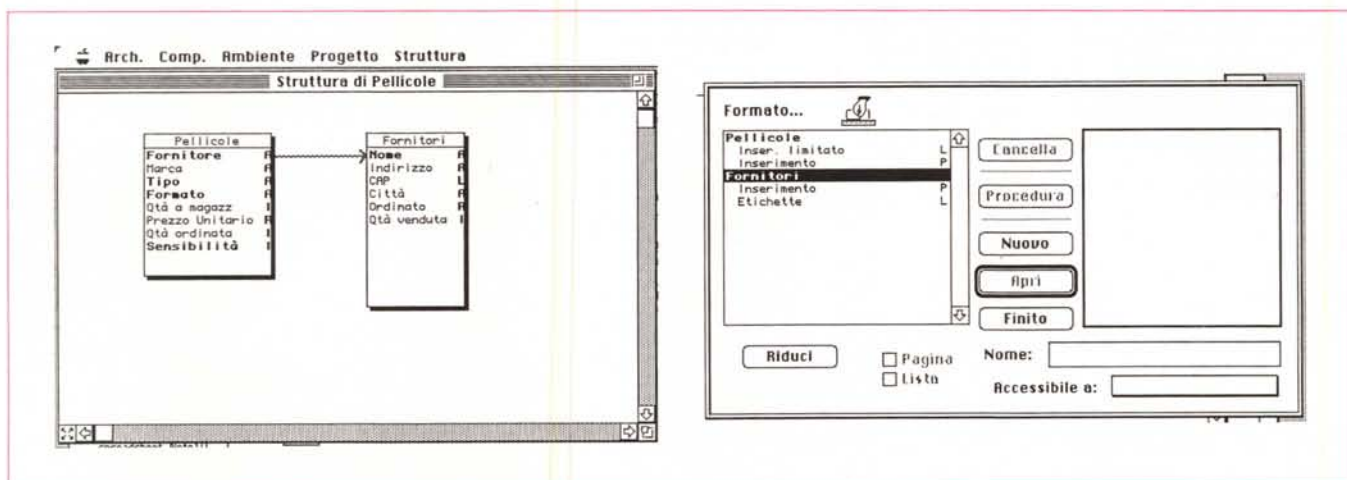 Arch. Comp. Ambiente Progetto Struttura
Struttura di Pellicole
Pellicole
Fornitore A
Marca A
Tipo A
Formato A
Qtà a magazz I
Prezzo Unitario R
Qtà ordinata I
Sensibilità I
Fornitori
Nome A
Indirizzo A
CAP L
Città A
Ordinato R
Qtà venduta I
Formato...
Pellicole
Inser. limitato L
Inserimento P
Fornitori
Inserimento P
Etichette L
Cancella
Procedura
Nuovo
Apri
Finito
Riduci
Pagina
Lista
Nome:
Accessibile a: